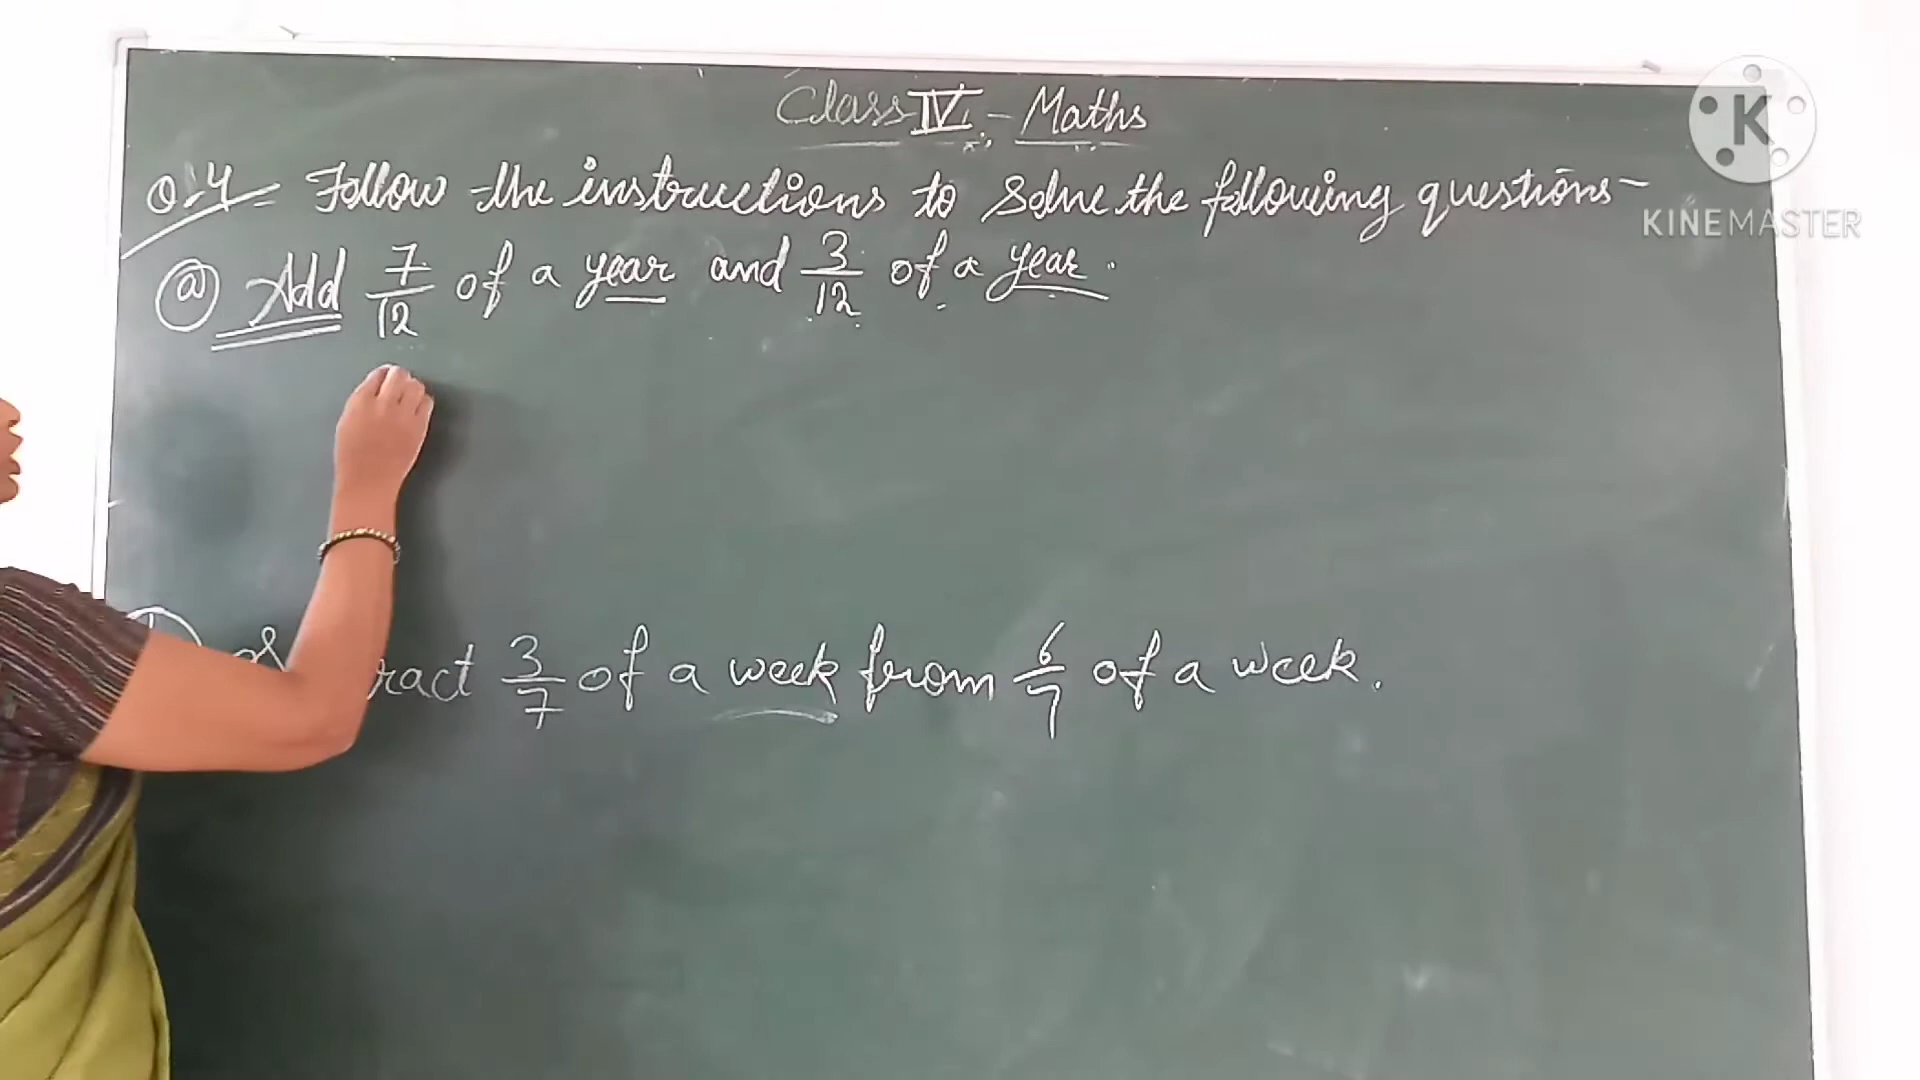 Class IV - Maths
Q.4 - Follow the instructions to solve the following questions -
(a) Add 7/12 of a year and 3/12 of a year.
3/7 of a week from 6/7 of a week.
K
KINEMASTER